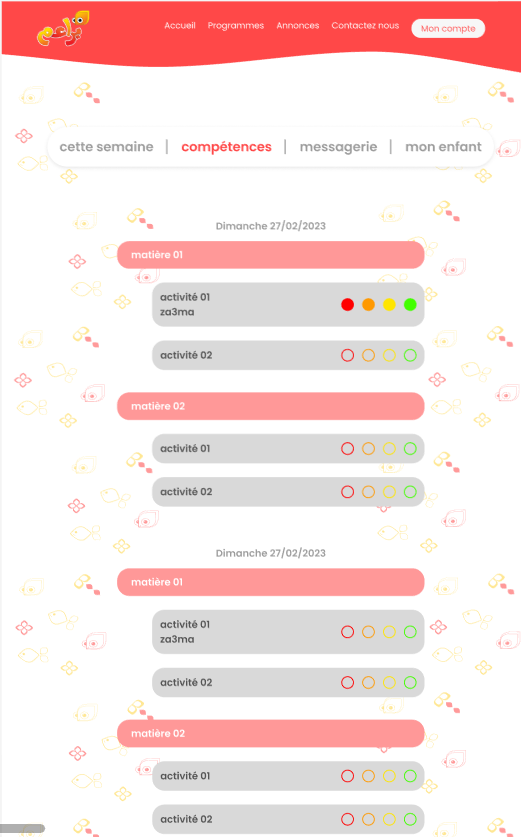 براعم
Accueil Programmes Annonces Contactez nous Mon compte
cette semaine | compétences | messagerie | mon enfant
Dimanche 27/02/2023
matière 01
activité 01
za3ma
activité 02
matière 02
activité 01
activité 02
Dimanche 27/02/2023
matière 01
activité 01
za3ma
activité 02
matière 02
activité 01
activité 02